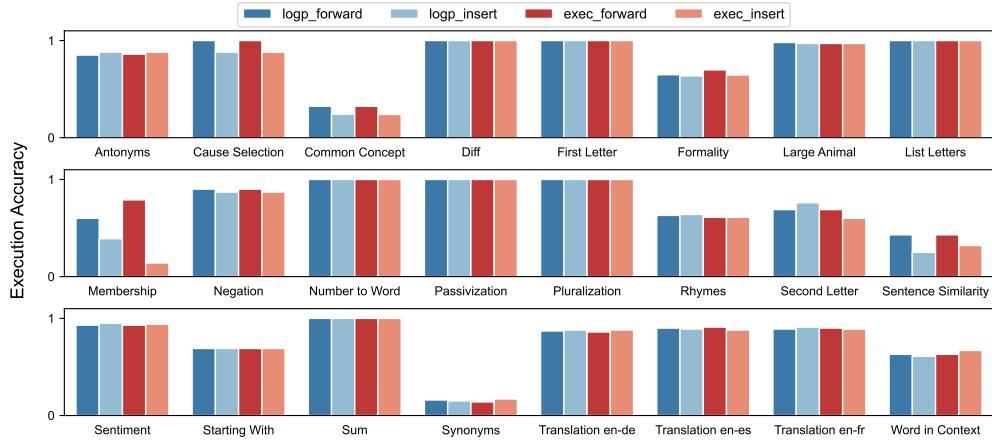 logp_forward logp_insert exec_forward exec_insert
Execution Accuracy
1
0
Antonyms Cause Selection Common Concept Diff First Letter Formality Large Animal List Letters
1
0
Membership Negation Number to Word Passivization Pluralization Rhymes Second Letter Sentence Similarity
1
0
Sentiment Starting With Sum Synonyms Translation en-de Translation en-es Translation en-fr Word in Context